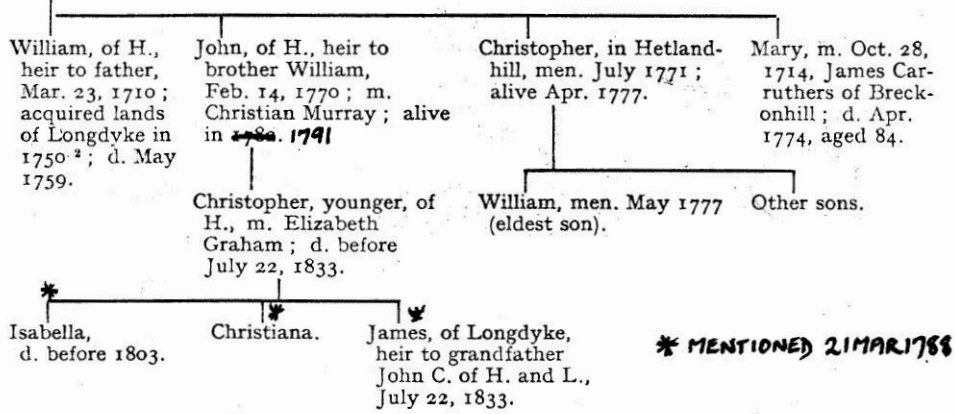 William, of H.,
heir to father,
Mar. 23, 1710 ;
acquired lands
of Longdyke in
1750 ² ; d. May
1759.
John, of H., heir to
brother William,
Feb. 14, 1770 ; m.
Christian Murray ; alive
in 1780. 1791
Christopher, in Hetland-
hill, men. July 1771 ;
alive Apr. 1777.
Mary, m. Oct. 28,
1714, James Car-
ruthers of Breck-
onhill ; d. Apr.
1774, aged 84.
Christopher, younger, of
H., m. Elizabeth
Graham ; d. before
July 22, 1833.
William, men. May 1777
(eldest son).
Other sons.
*
Isabella,
d. before 1803.
*
Christiana.
*
James, of Longdyke,
heir to grandfather
John C. of H. and L.,
July 22, 1833.
* MENTIONED 21 MAR 1788